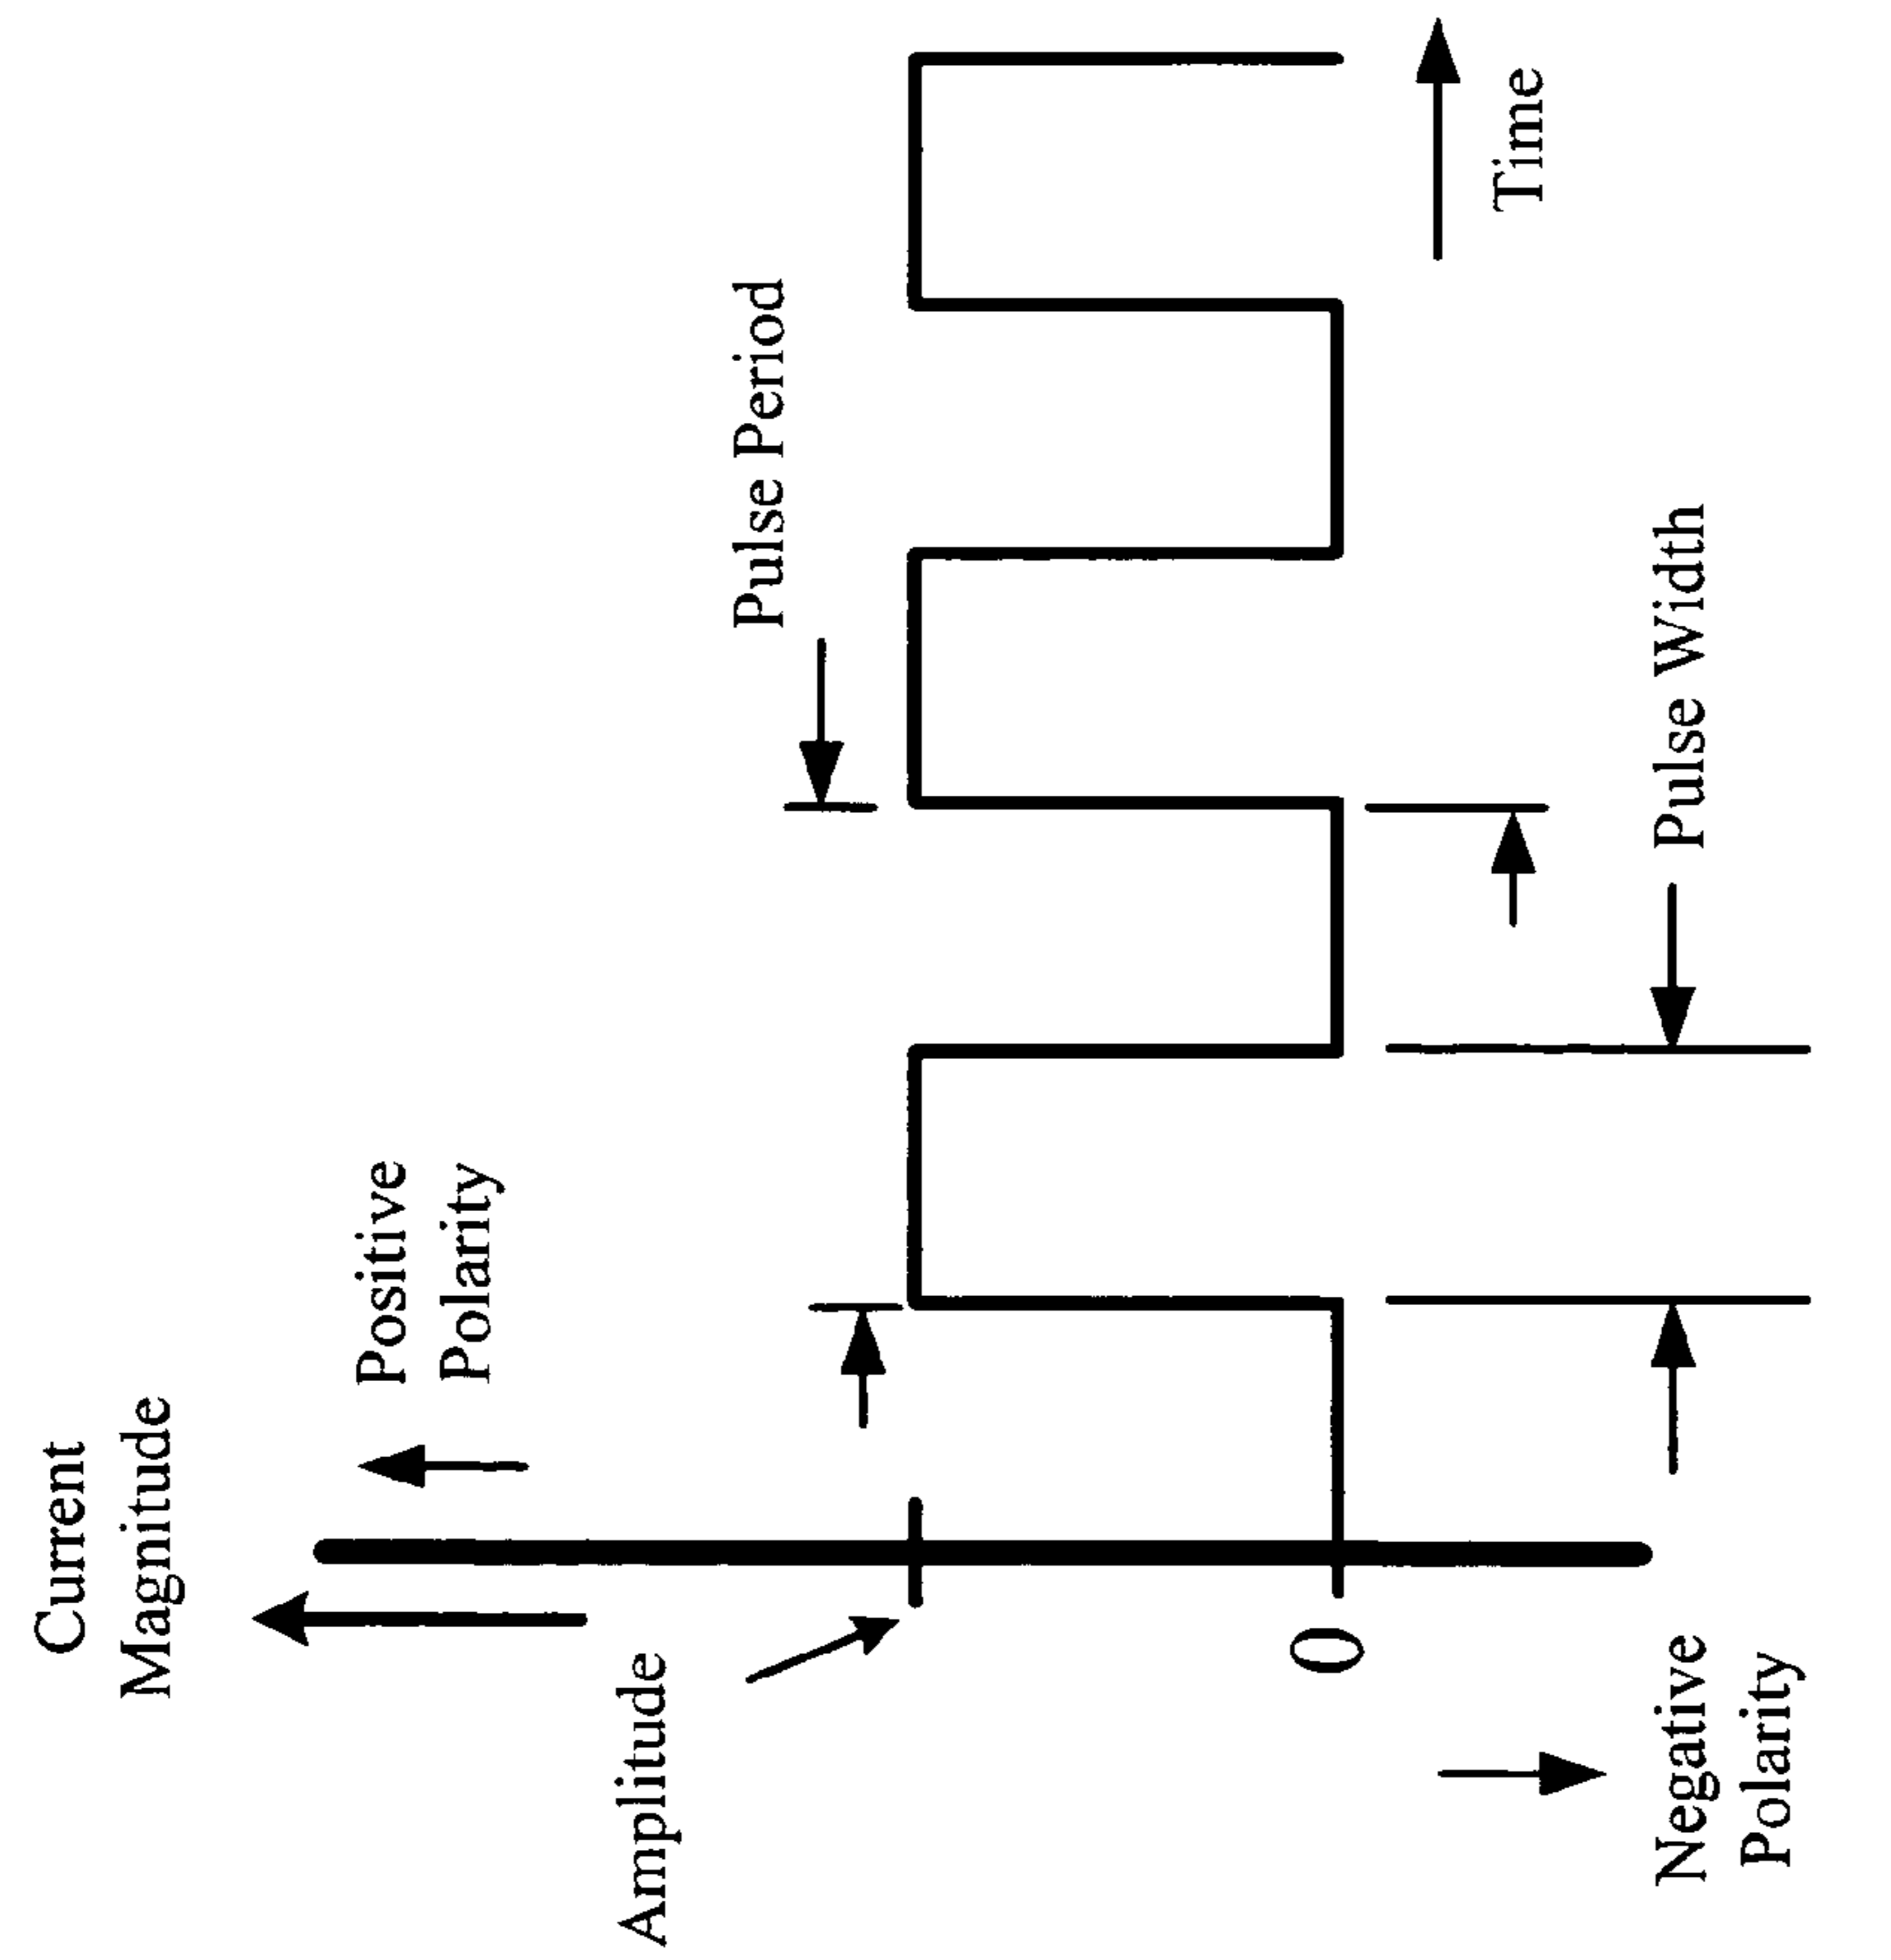 Current
Magnitude
Positive
Polarity
Amplitude
Pulse Period
0
Time
Negative
Polarity
Pulse Width